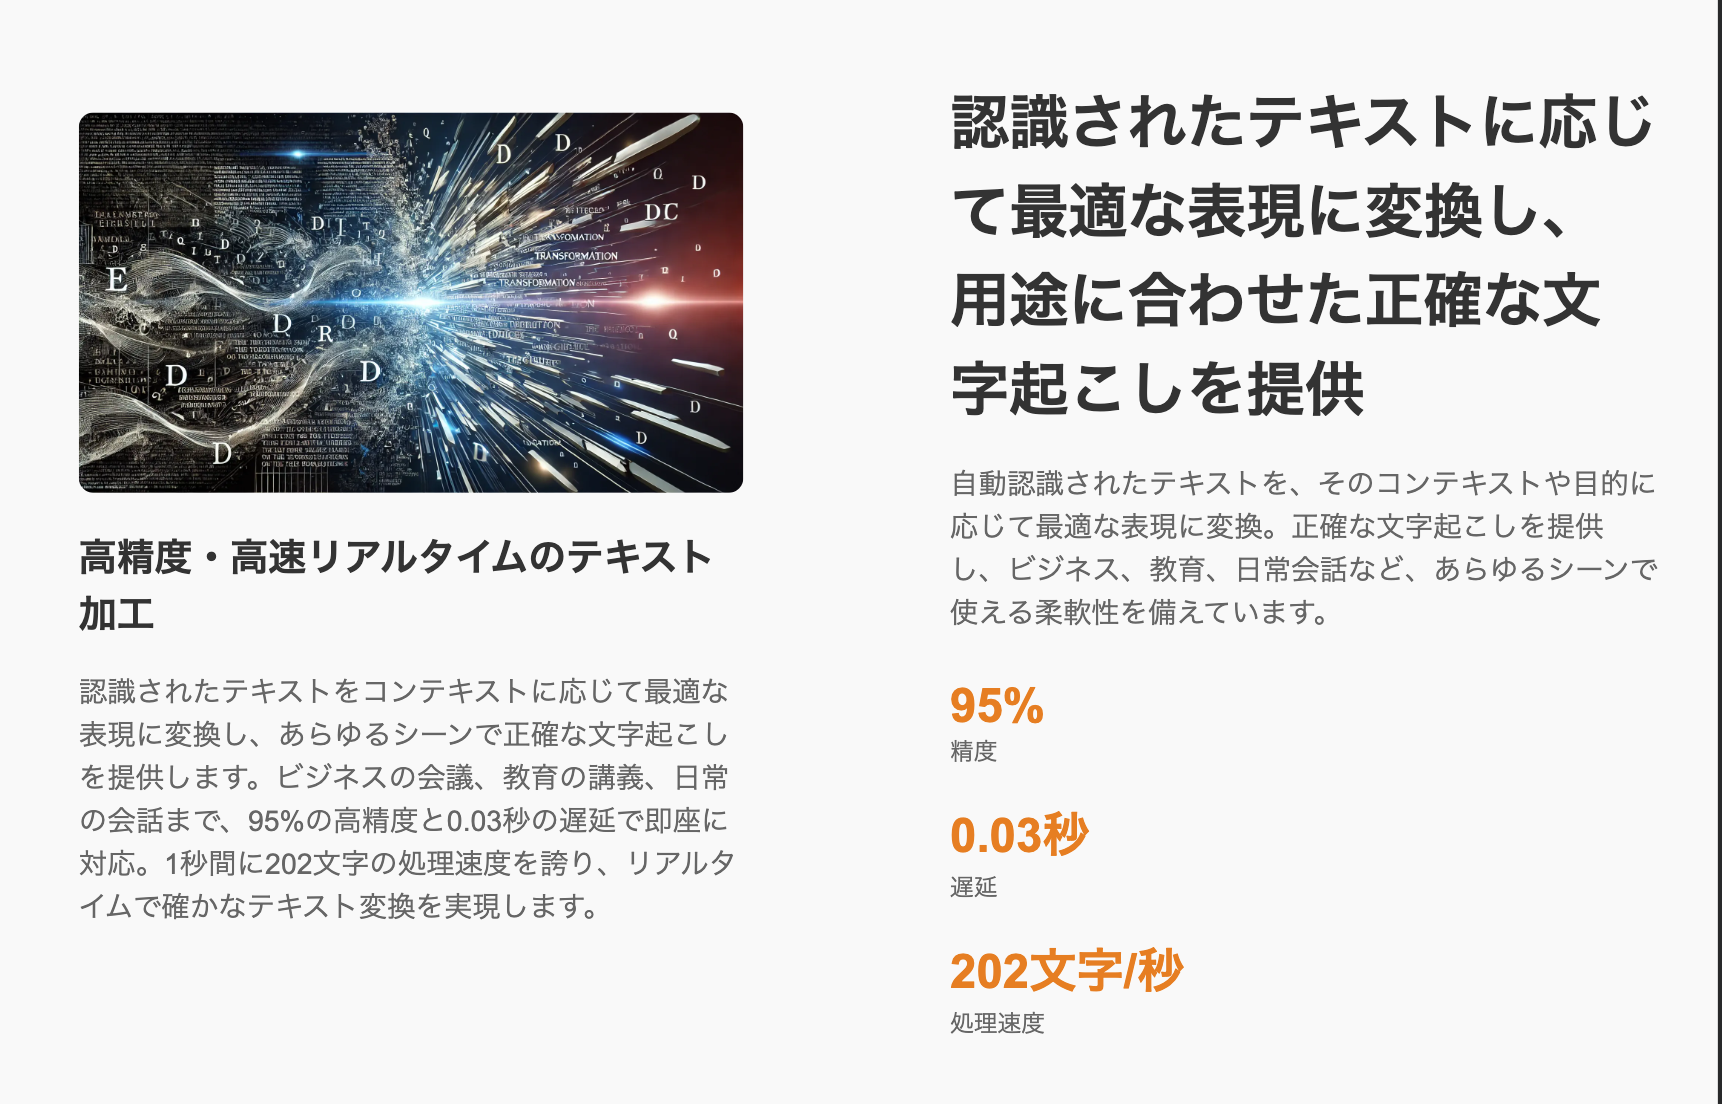 E
D
D
D
DC
D
D
R
D
D
D
D
D
TRANSFORMATION
TRANSFORMATION
高精度・高速リアルタイムのテキスト
加工
認識されたテキストをコンテキストに応じて最適な
表現に変換し、あらゆるシーンで正確な文字起こし
を提供します。ビジネスの会議、教育の講義、日常
の会話まで、95%の高精度と0.03秒の遅延で即座に
対応。1秒間に202文字の処理速度を誇り、リアルタ
イムで確かなテキスト変換を実現します。
認識されたテキストに応じ
て最適な表現に変換し、
用途に合わせた正確な文
字起こしを提供
自動認識されたテキストを、そのコンテキストや目的に
応じて最適な表現に変換。正確な文字起こしを提供
し、ビジネス、教育、日常会話など、あらゆるシーンで
使える柔軟性を備えています。
95%
精度
0.03秒
遅延
202文字/秒
処理速度